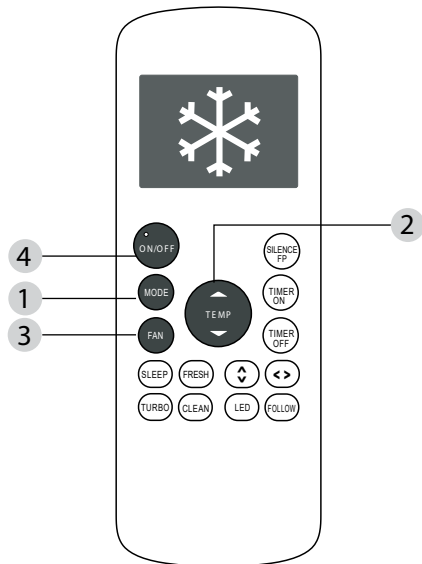 2
4
ON/OFF
SILENCE
FP
1
MODE
TEMP
TIMER
ON
3
FAN
TIMER
OFF
SLEEP
FRESH
TURBO
CLEAN
LED
FOLLOW